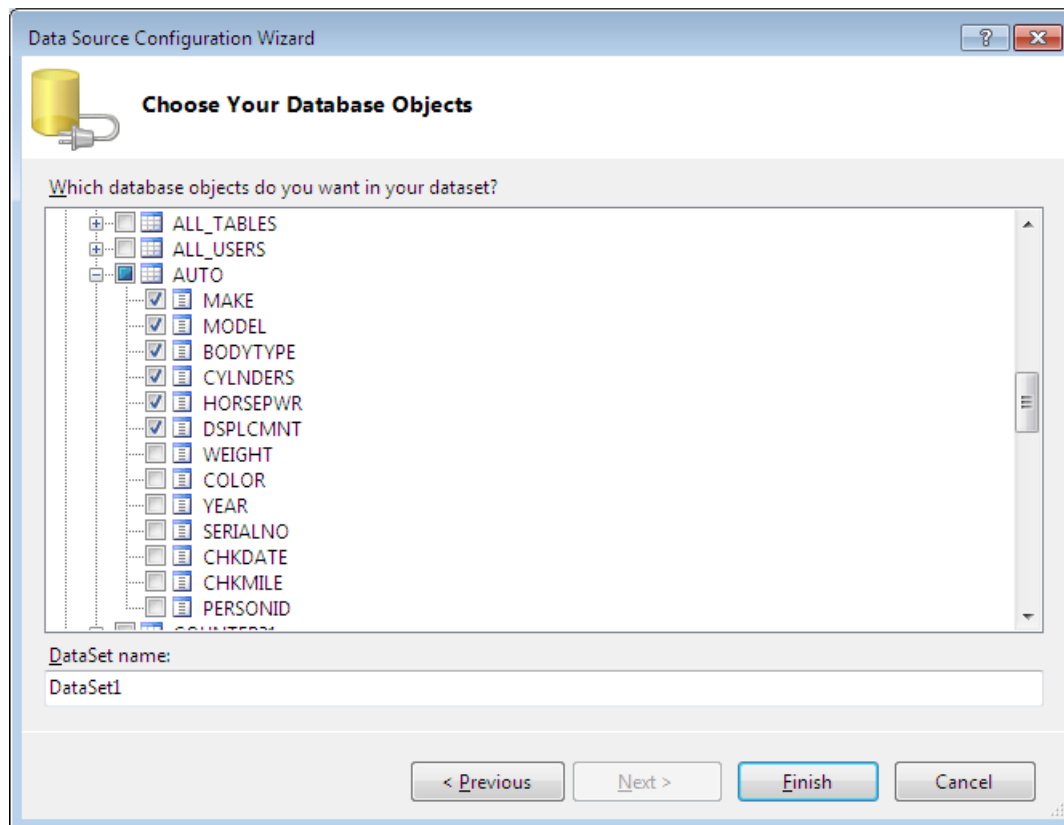 Data Source Configuration Wizard
Choose Your Database Objects
Which database objects do you want in your dataset?
ALL_TABLES
ALL_USERS
AUTO
MAKE
MODEL
BODYTYPE
CYLNDERS
HORSEPWR
DSPLCMNT
WEIGHT
COLOR
YEAR
SERIALNO
CHKDATE
CHKMILE
PERSONID
DataSet name:
DataSet1
< Previous Next > Finish Cancel